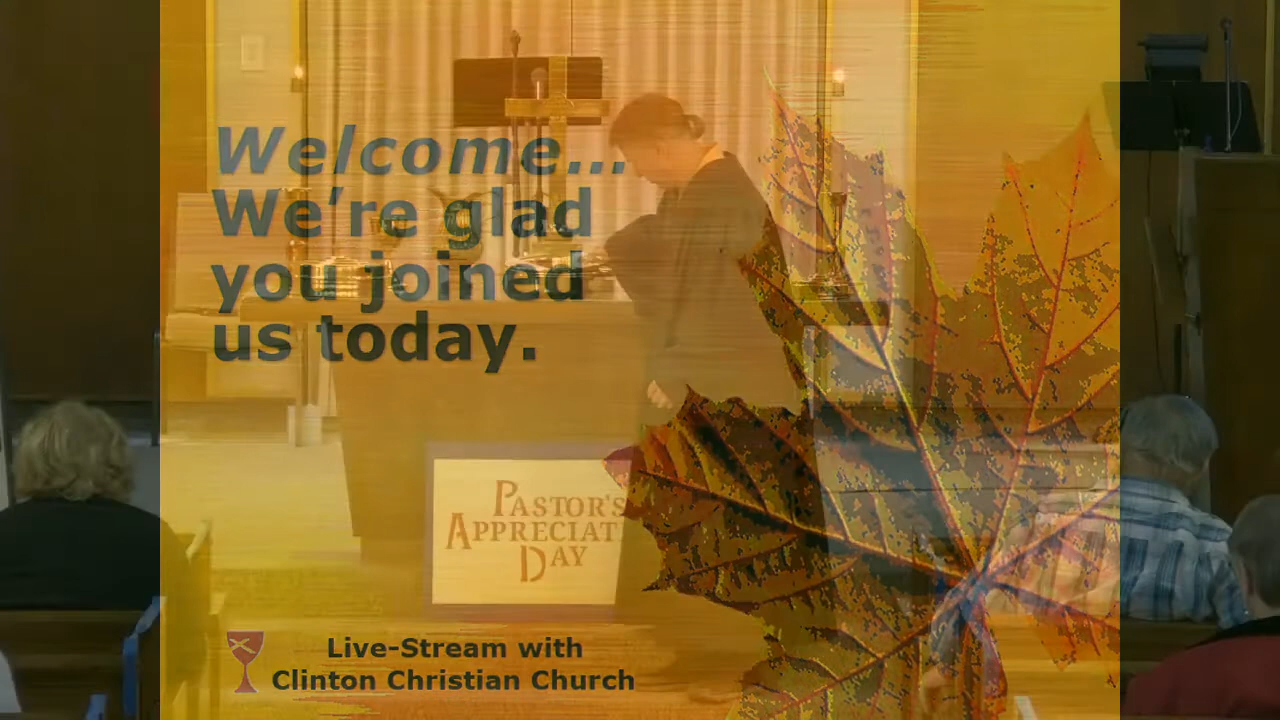 Welcome...
We're glad
you joined
us today.
PASTOR'S
APPRECIAT
DAY
Live-Stream with
Clinton Christian Church